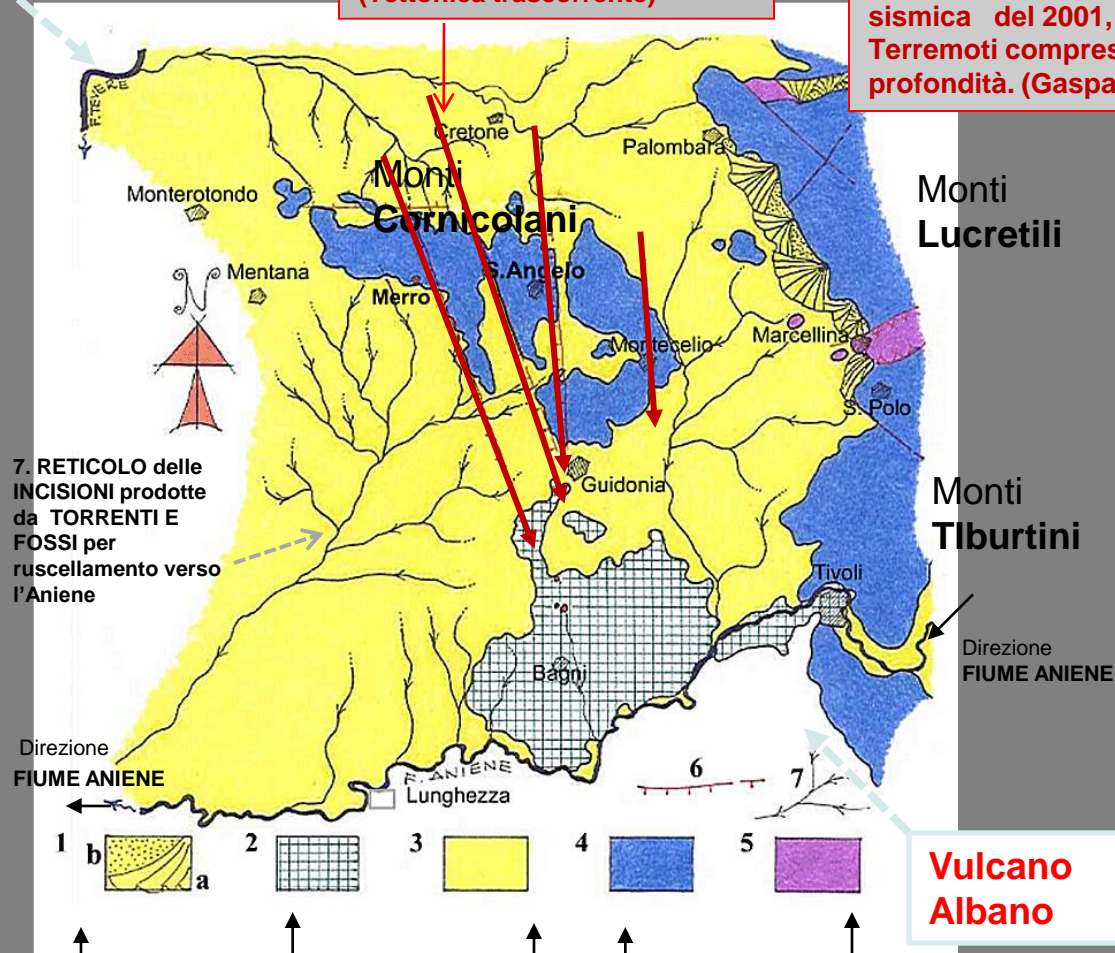 (Tettonica trascorrente)
sismica del 2001,
Terremoti compres
profondità. (Gaspa
F. TEVERE
Cretone
Palombara
Monti
Cornicolani
Monterotondo
Monti
Lucretili
N
Mentana
S.Angelo
Merro
Montecelio
Marcellina
S. Polo
7. RETICOLO delle
INCISIONI prodotte
da TORRENTI E
FOSSI per
ruscellamento verso
l'Aniene
Guidonia
Monti
TIburtini
Tivoli
Direzione
FIUME ANIENE
Bagni
Direzione
FIUME ANIENE
F. ANIENE
Lunghezza
6
7
1
b
a
2
3
4
5
Vulcano
Albano